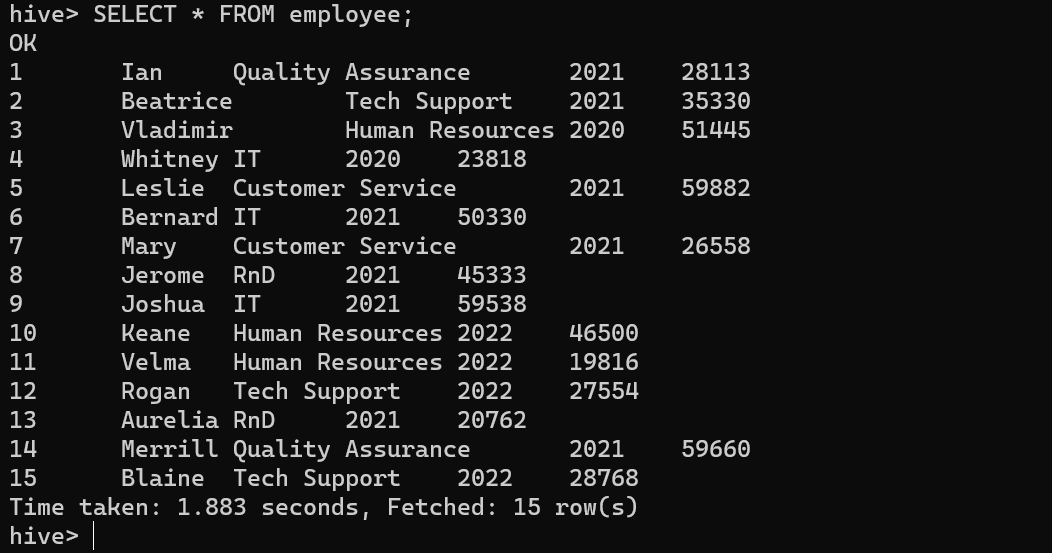 hive> SELECT * FROM employee;
OK
1	Ian	Quality Assurance	2021	28113
2	Beatrice	Tech Support	2021	35330
3	Vladimir	Human Resources	2020	51445
4	Whitney	IT	2020	23818
5	Leslie	Customer Service	2021	59882
6	Bernard	IT	2021	50330
7	Mary	Customer Service	2021	26558
8	Jerome	RnD	2021	45333
9	Joshua	IT	2021	59538
10	Keane	Human Resources	2022	46500
11	Velma	Human Resources	2022	19816
12	Rogan	Tech Support	2022	27554
13	Aurelia	RnD	2021	20762
14	Merrill	Quality Assurance	2021	59660
15	Blaine	Tech Support	2022	28768
Time taken: 1.883 seconds, Fetched: 15 row(s)
hive>